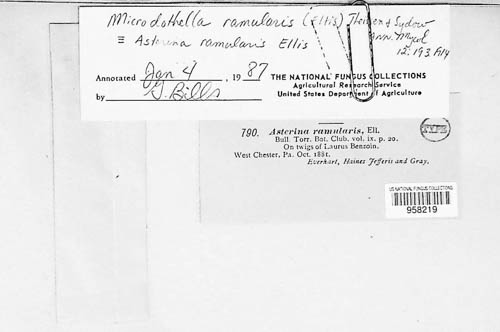 Microdothella ramularis (Ellis) Theissen & Sydow
≡ Asterina ramularis Ellis Ann. Mycol
12: 193. 1914
Annotated Jan 4, 1987
by G. Bills
THE NATIONAL FUNGUS COLLECTIONS
Agricultural Research Service
United States Department of Agriculture
790. Asterina ramularis, Ell.
Bull. Torr. Bot. Club. vol. ix. p. 20.
On twigs of Laurus Benzoin.
West Chester, Pa. Oct. 1881.
Everhart, Haines Jefferis and Gray.
TYPE
US NATIONAL FUNGUS COLLECTIONS
958219